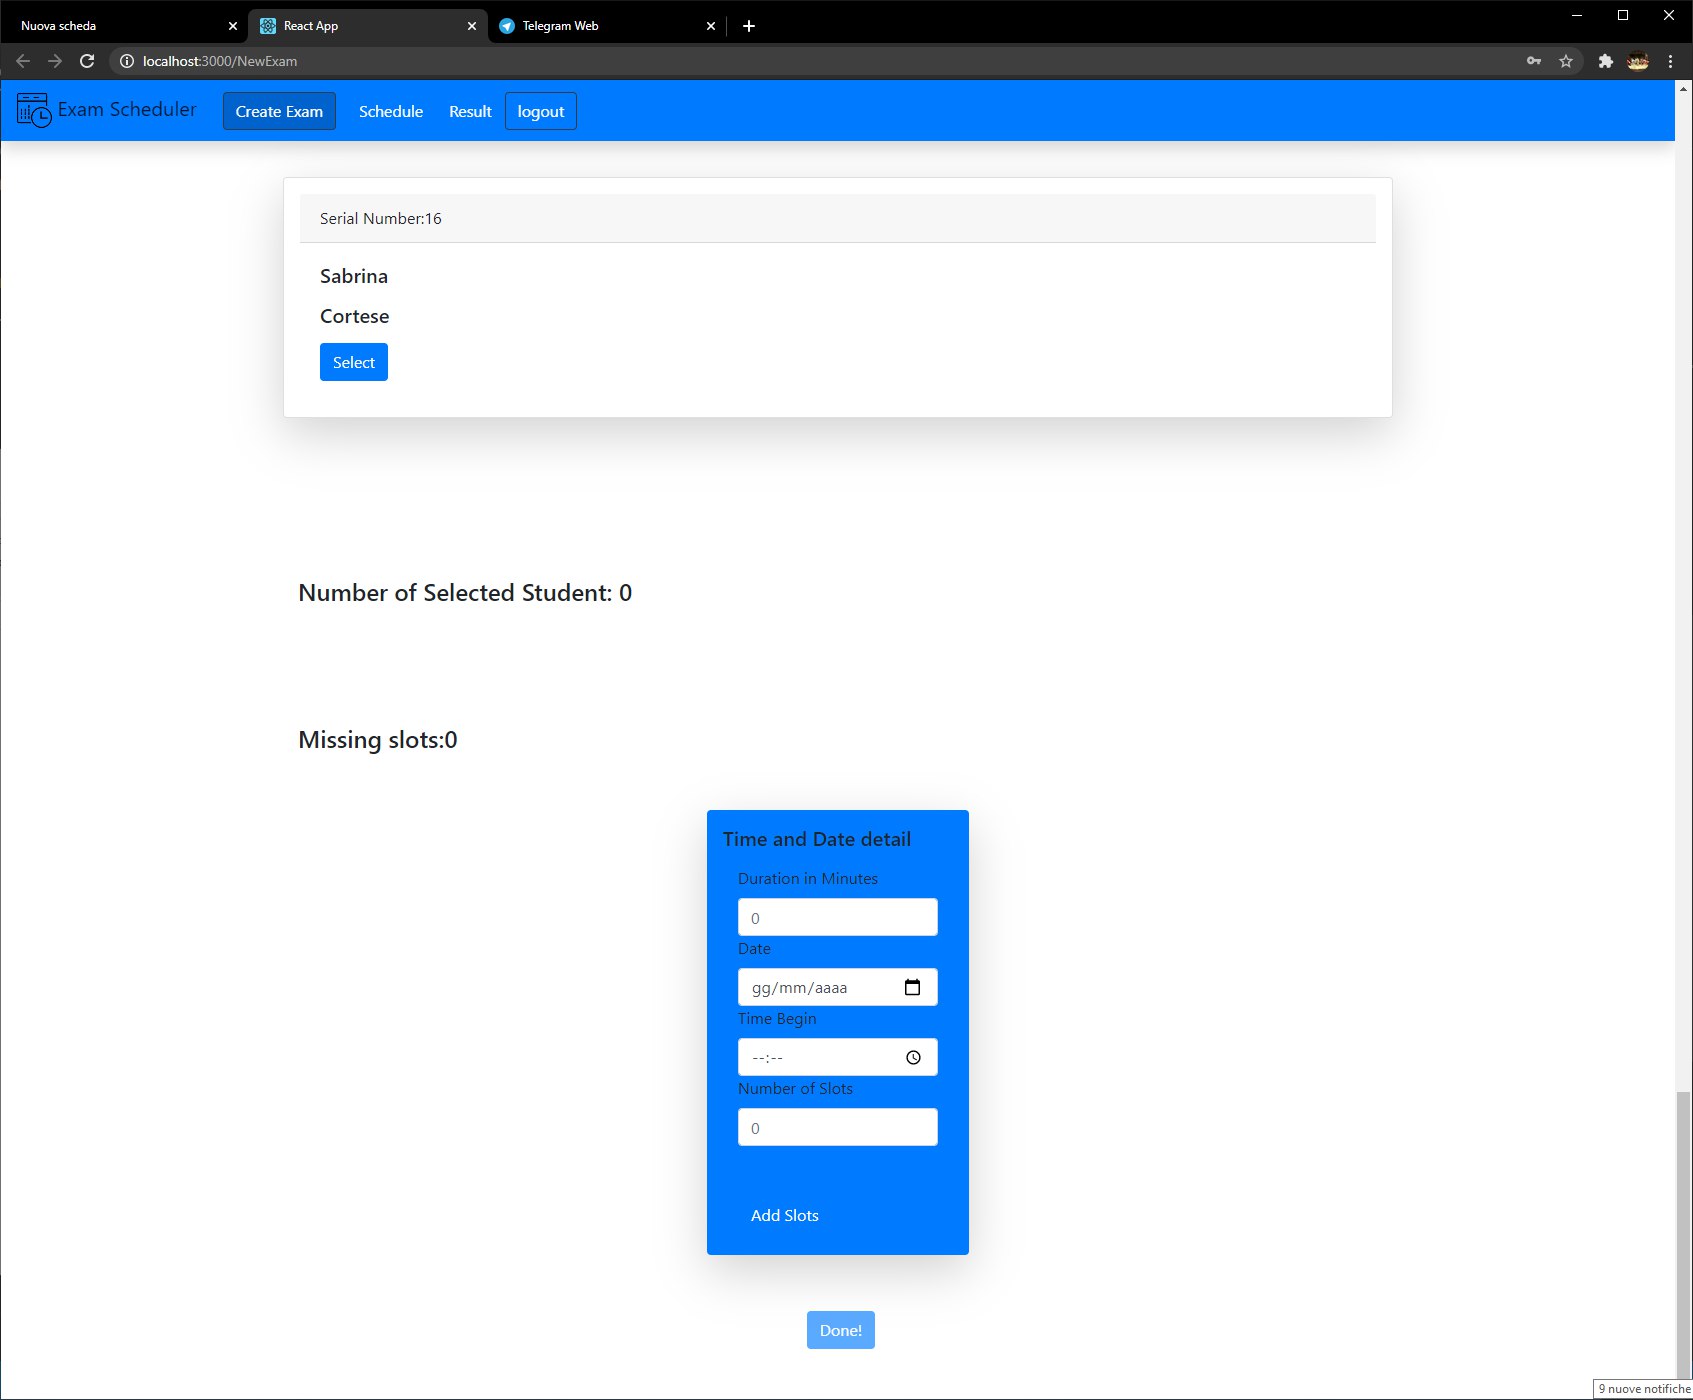 Nuova scheda
React App
Telegram Web
localhost:3000/NewExam
Exam Scheduler
Create Exam
Schedule
Result
logout
Serial Number:16
Sabrina
Cortese
Select
Number of Selected Student: 0
Missing slots:0
Time and Date detail
Duration in Minutes
0
Date
gg/mm/aaaa
Time Begin
--:--
Number of Slots
0
Add Slots
Done!
9 nuove notifiche